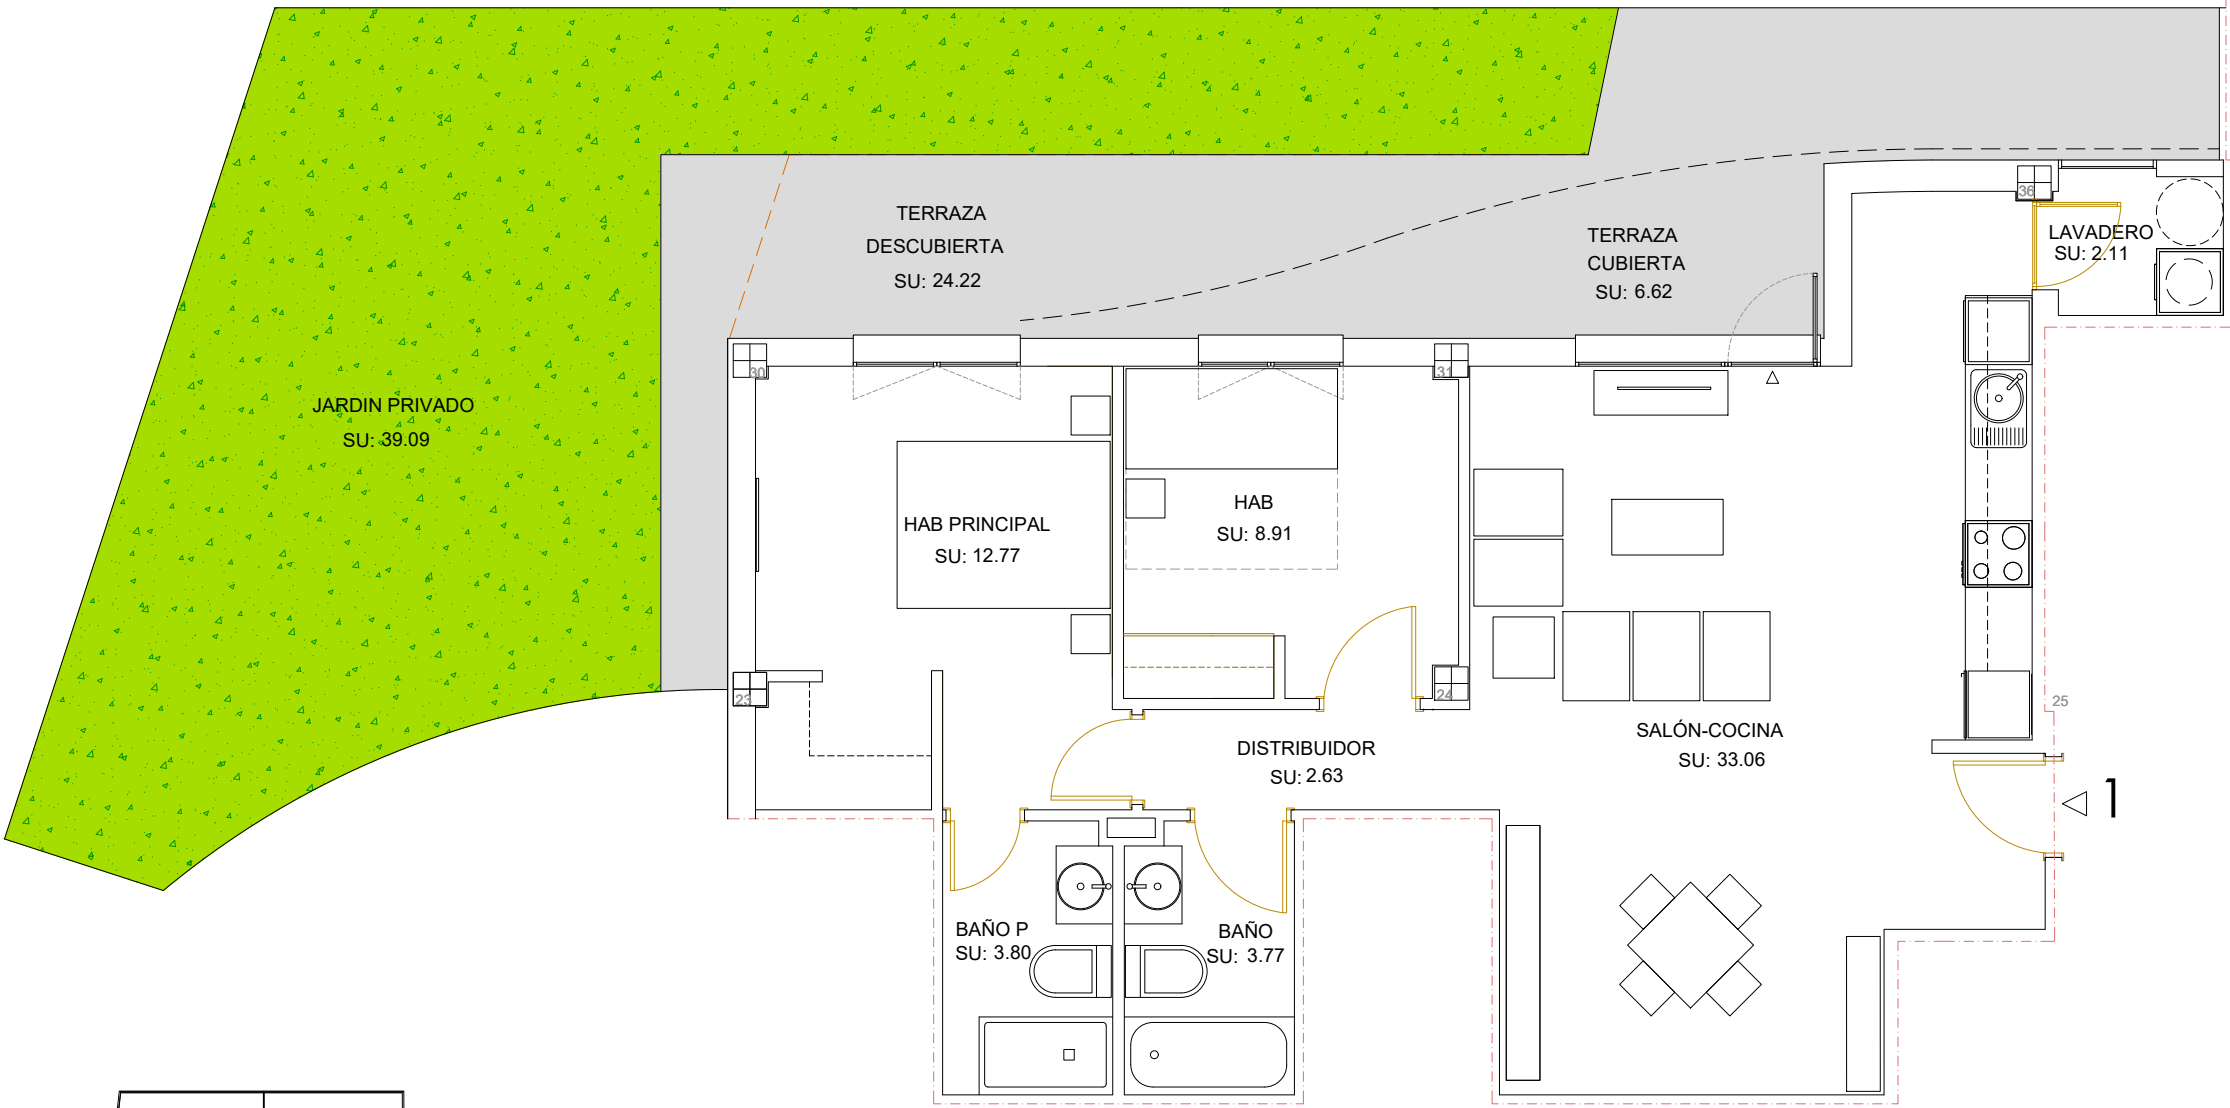 TERRAZA
DESCUBIERTA
SU: 24.22
TERRAZA
CUBIERTA
SU: 6.62
36
LAVADERO
SU: 2.11
30
31
JARDIN PRIVADO
SU: 39.09
HAB PRINCIPAL
SU: 12.77
HAB
SU: 8.91
23
24
25
DISTRIBUIDOR
SU: 2.63
SALÓN-COCINA
SU: 33.06
1
BAÑO P
SU: 3.80
BAÑO
SU: 3.77